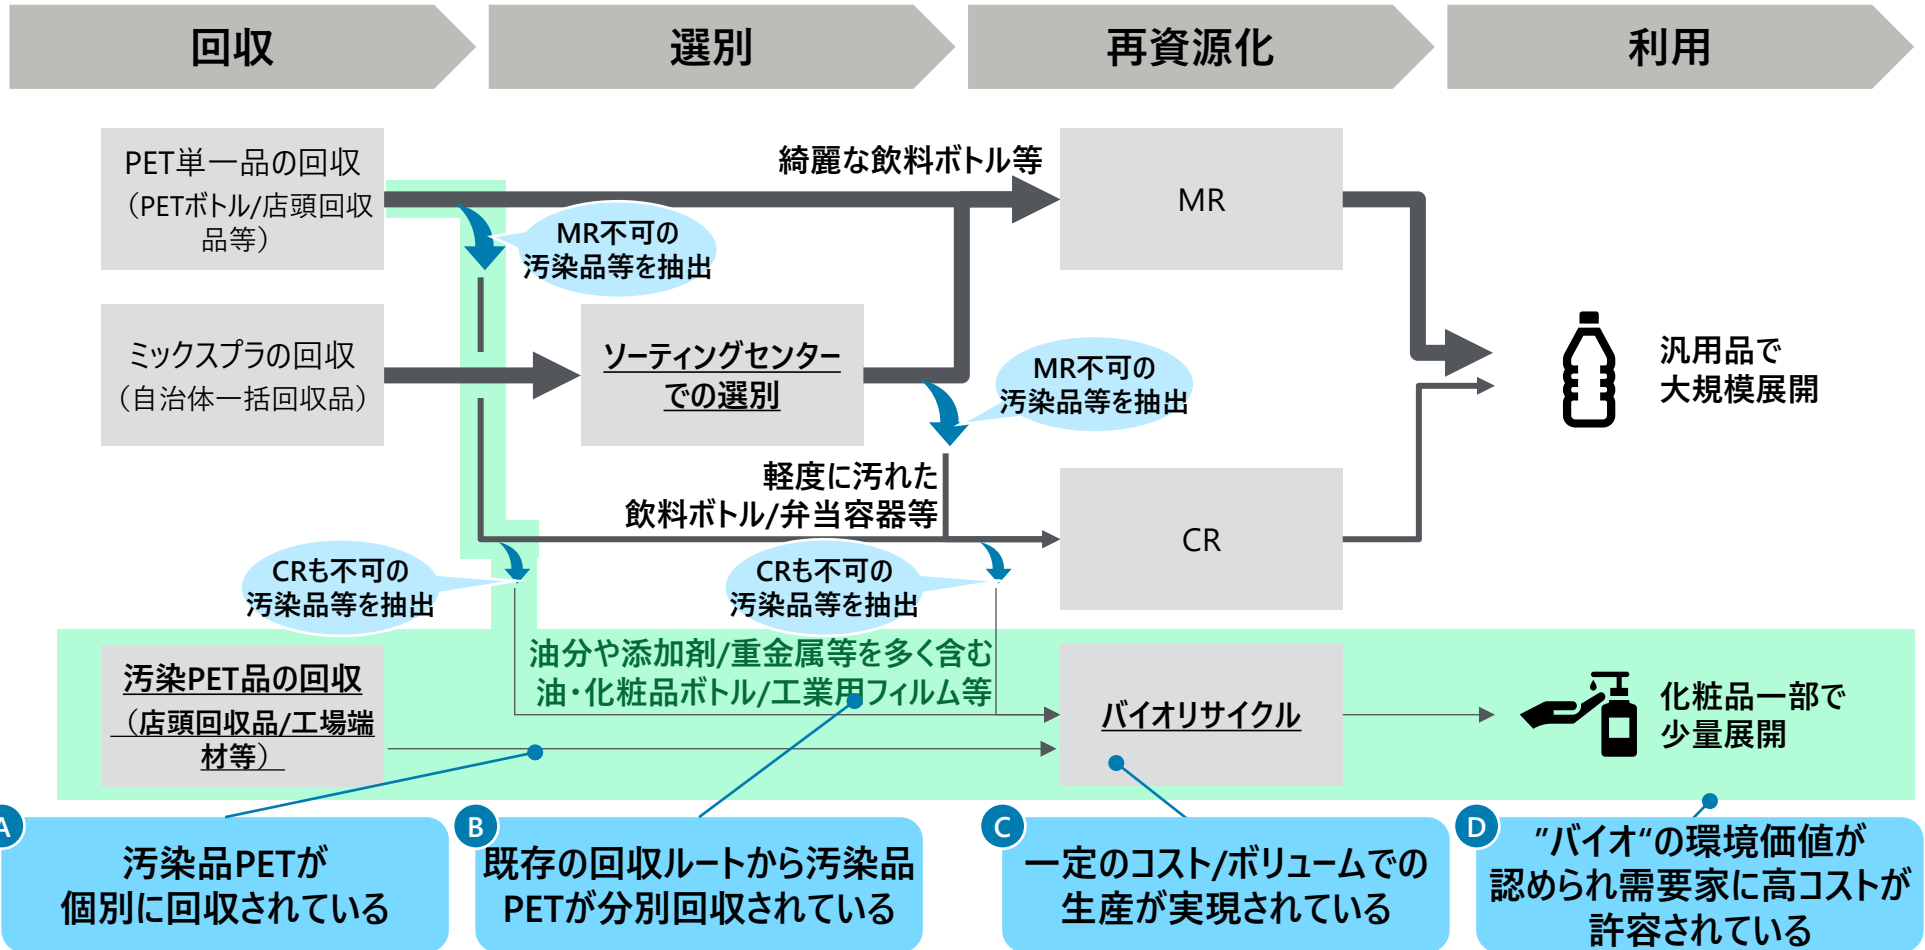 回収
選別
再資源化
利用
PET単一品の回収
（PETボトル/店頭回収
品等）
綺麗な飲料ボトル等
MR
MR不可の
汚染品等を抽出
ミックスプラの回収
（自治体一括回収品）
ソーティングセンター
での選別
MR不可の
汚染品等を抽出
汎用品で
大規模展開
軽度に汚れた
飲料ボトル/弁当容器等
CR
CRも不可の
汚染品等を抽出
CRも不可の
汚染品等を抽出
汚染PET品の回収
（店頭回収品/工場端
材等）
油分や添加剤/重金属等を多く含む
油・化粧品ボトル/工業用フィルム等
バイオリサイクル
化粧品一部で
少量展開
A
汚染品PETが
個別に回収されている
B
既存の回収ルートから汚染品
PETが分別回収されている
C
一定のコスト/ボリュームでの
生産が実現されている
D
”バイオ“の環境価値が
認められ需要家に高コストが
許容されている